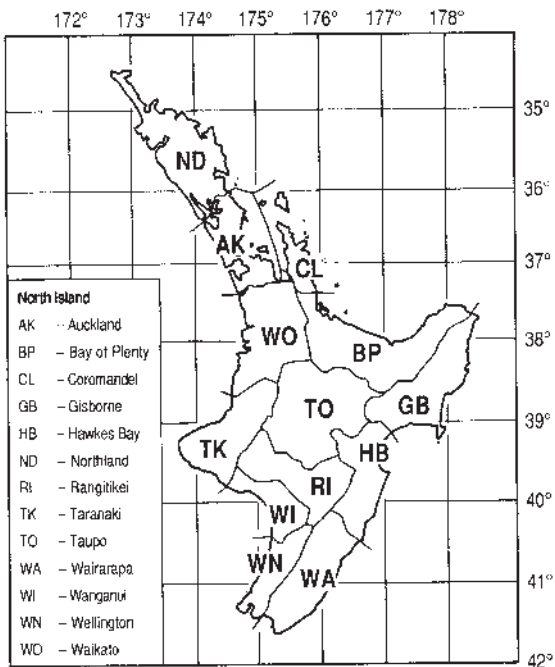 172° 173° 174° 175° 176° 177° 178°
35°
ND
36°
AK
37°
CL
North Island
AK - Auckland
WO
BP - Bay of Plenty
BP
38°
CL - Coromandel
GB - Gisborne
TO
GB
39°
HB - Hawkes Bay
TK
HB
ND - Northland
RI
RI - Rangitikei
40°
TK - Taranaki
WI
TO - Taupo
WN
WA - Wairarapa
WA
41°
WI - Wanganui
WN - Wellington
WO - Waikato
42°